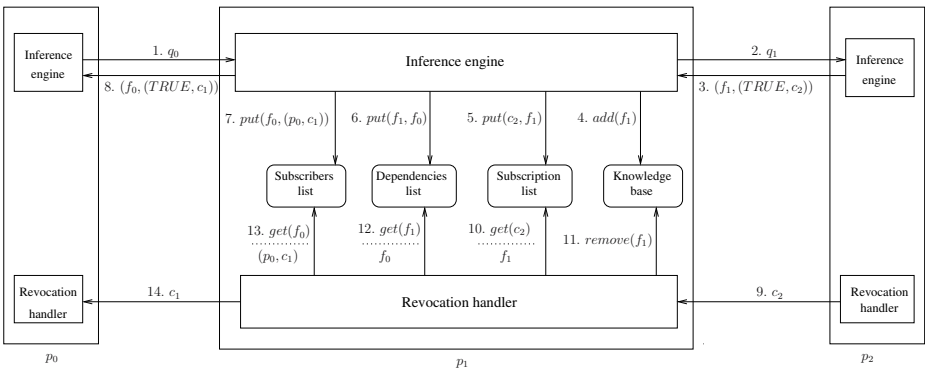 Inference
engine
1. q₀
8. (f₀, (TRUE, c₁))
Inference engine
2. q₁
3. (f₁, (TRUE, c₂))
Inference
engine
7. put(f₀, (p₀, c₁))
6. put(f₁, f₀)
5. put(c₂, f₁)
4. add(f₁)
Subscribers
list
Dependencies
list
Subscription
list
Knowledge
base
13. get(f₀)
(p₀, c₁)
12. get(f₁)
f₀
10. get(c₂)
f₁
11. remove(f₁)
Revocation
handler
14. c₁
Revocation handler
9. c₂
Revocation
handler
p₀
p₁
p₂